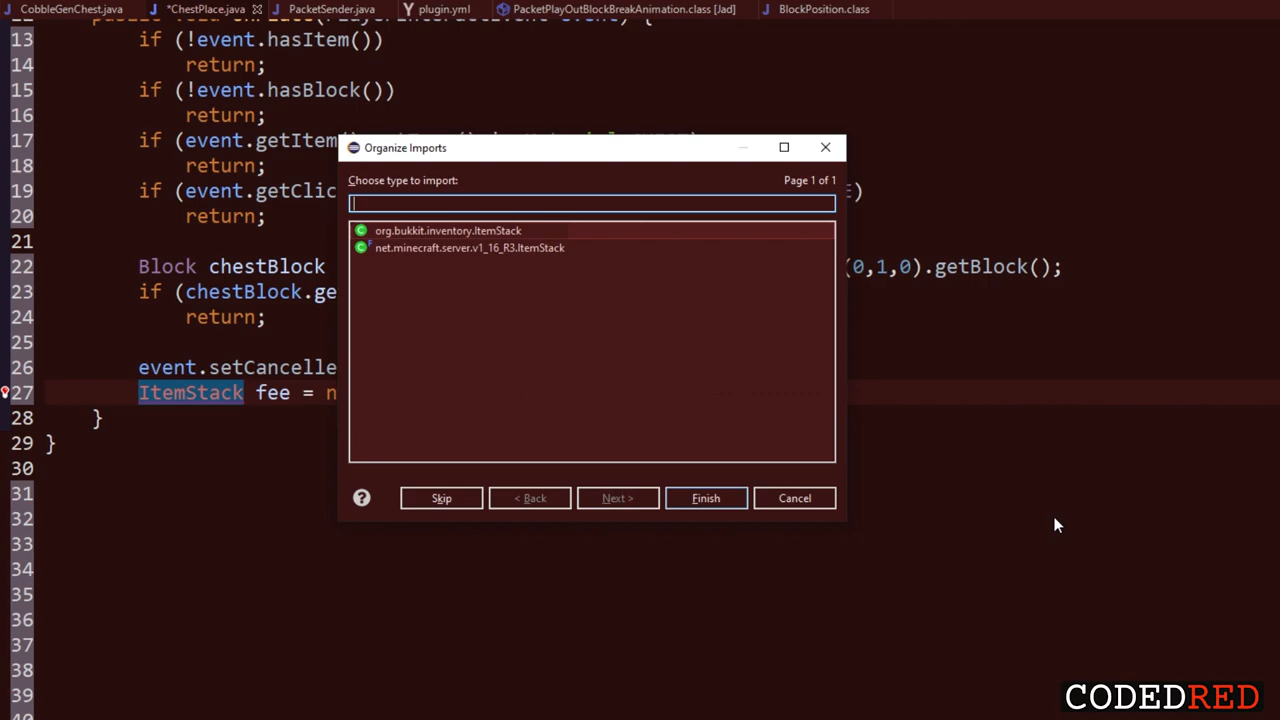 CobbleGenChest.java
*ChestPlace.java
PacketSender.java
plugin.yml
PacketPlayOutBlockBreakAnimation.class [Jad]
BlockPosition.class
13 if (!event.hasItem())
14 return;
15 if (!event.hasBlock())
16 return;
17 if (event.getItem
18 return;
19 if (event.getClic
20 return;
21
22 Block chestBlock (0,1,0).getBlock();
23 if (chestBlock.ge
24 return;
25
26 event.setCancelle
27 ItemStack fee = n
28 }
29 }
30
31
32
33
34
35
36
37
38
39
Organize Imports
Choose type to import: Page 1 of 1
org.bukkit.inventory.ItemStack
net.minecraft.server.v1_16_R3.ItemStack
? Skip < Back Next > Finish Cancel
CODEDRED